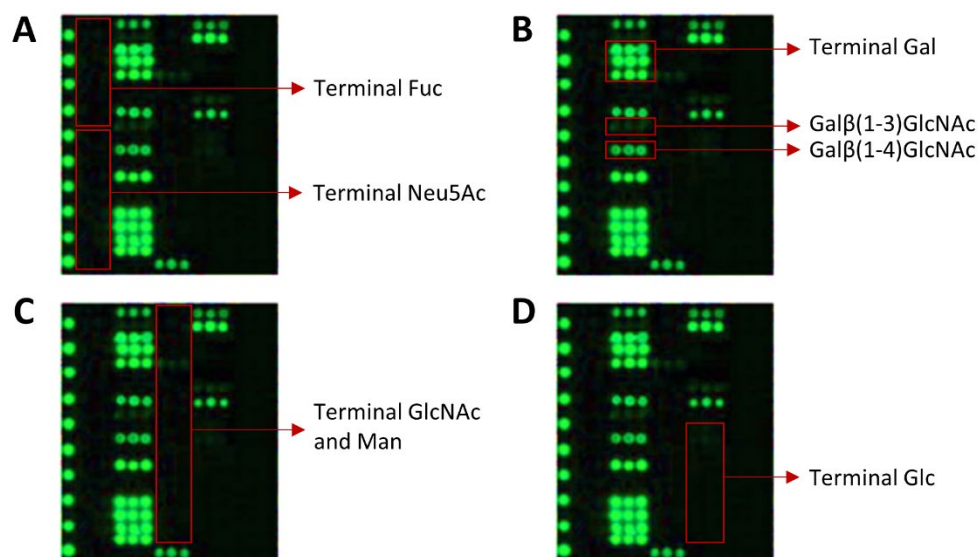 A
Terminal Fuc
Terminal Neu5Ac
B
Terminal Gal
Galβ(1-3)GlcNAc
Galβ(1-4)GlcNAc
C
Terminal GlcNAc
and Man
D
Terminal Glc